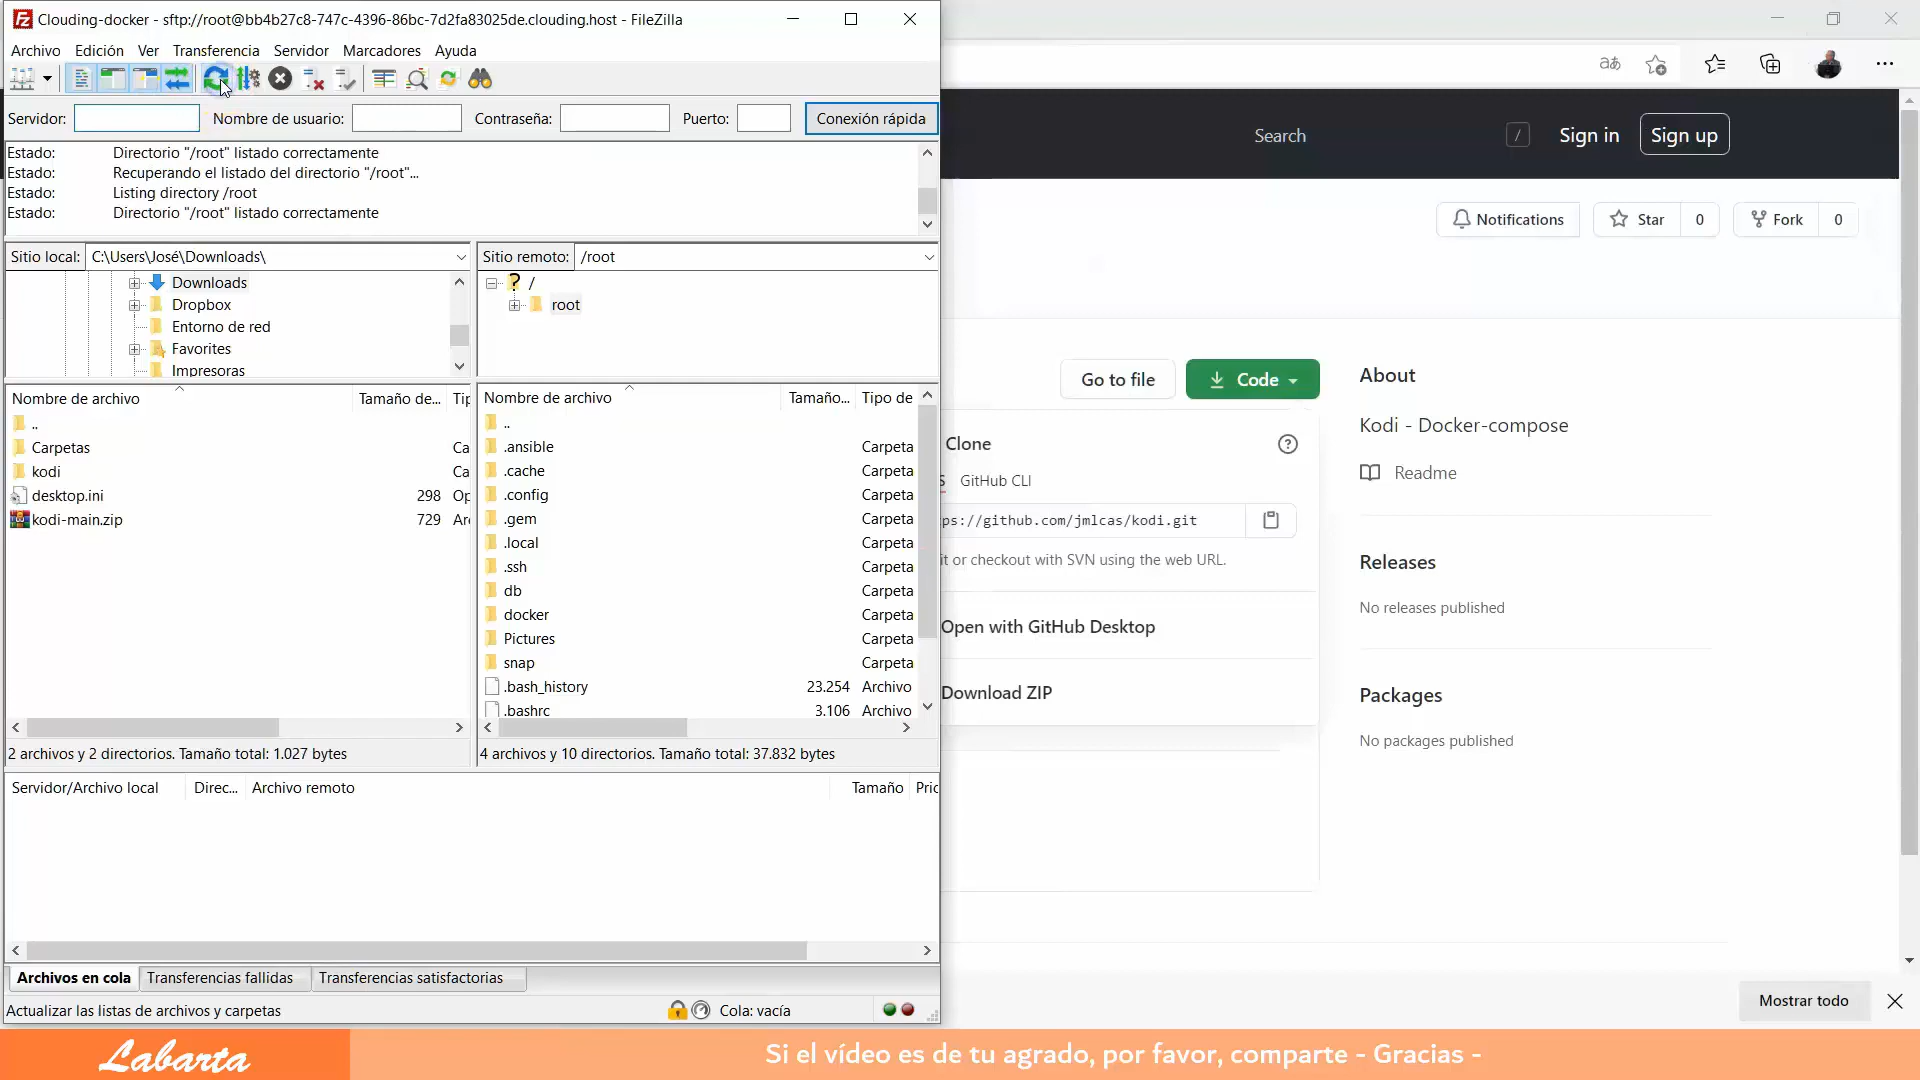 Clouding-docker - sftp://root@bb4b27c8-747c-4396-86bc-7d2fa83025de.clouding.host - FileZilla
Archivo Edición Ver Transferencia Servidor Marcadores Ayuda
Servidor: Nombre de usuario: Contraseña: Puerto: Conexión rápida
Estado: Directorio "/root" listado correctamente
Estado: Recuperando el listado del directorio "/root"...
Estado: Listing directory /root
Estado: Directorio "/root" listado correctamente
Sitio local: C:\Users\José\Downloads\
Downloads
Dropbox
Entorno de red
Favorites
Impresoras
Sitio remoto: /root
/
root
Nombre de archivo Tamaño de... Tip
..
Carpetas Ca
kodi Ca
desktop.ini 298 Op
kodi-main.zip 729 Arc
2 archivos y 2 directorios. Tamaño total: 1.027 bytes
Nombre de archivo Tamaño... Tipo de
..
.ansible Carpeta
.cache Carpeta
.config Carpeta
.gem Carpeta
.local Carpeta
.ssh Carpeta
db Carpeta
docker Carpeta
Pictures Carpeta
snap Carpeta
.bash_history 23.254 Archivo
.bashrc 3.106 Archivo
4 archivos y 10 directorios. Tamaño total: 37.832 bytes
Servidor/Archivo local Direc... Archivo remoto Tamaño Pric
Archivos en cola Transferencias fallidas Transferencias satisfactorias
Actualizar las listas de archivos y carpetas Cola: vacía
Search / Sign in Sign up
Notifications Star 0 Fork 0
Go to file Code
Clone
S GitHub CLI
ps://github.com/jmlcas/kodi.git
it or checkout with SVN using the web URL.
Open with GitHub Desktop
Download ZIP
About
Kodi - Docker-compose
Readme
Releases
No releases published
Packages
No packages published
Mostrar todo
Labarta
Si el vídeo es de tu agrado, por favor, comparte - Gracias -